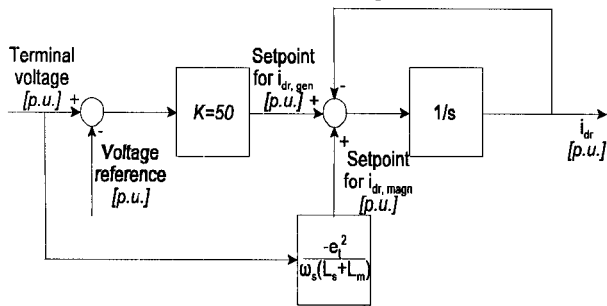 Terminal
voltage
[p.u.]
+
-
Voltage
reference
[p.u.]
K=50
Setpoint
for i_dr, gen
[p.u.]
+
-
+
1/s
i_dr
[p.u.]
Setpoint
for i_dr, magn
[p.u.]
-e_t^2
ω_s(L_s+L_m)